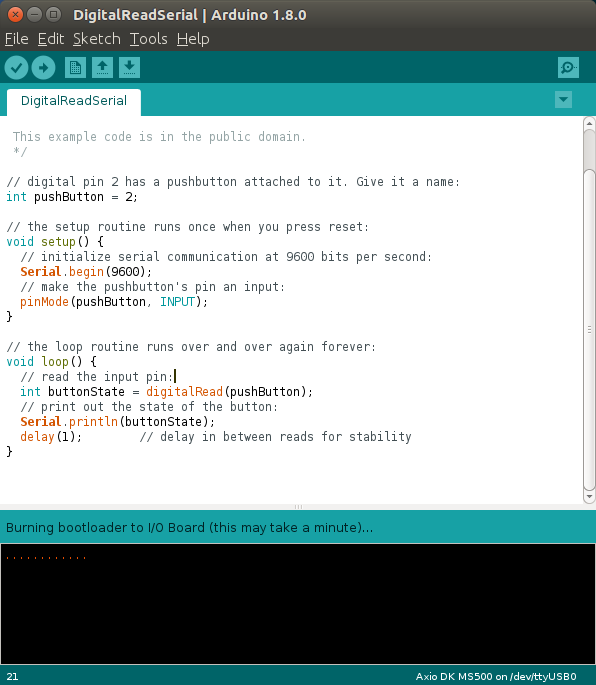 DigitalReadSerial | Arduino 1.8.0
File Edit Sketch Tools Help
DigitalReadSerial
This example code is in the public domain.
*/
// digital pin 2 has a pushbutton attached to it. Give it a name:
int pushButton = 2;
// the setup routine runs once when you press reset:
void setup() {
// initialize serial communication at 9600 bits per second:
Serial.begin(9600);
// make the pushbutton's pin an input:
pinMode(pushButton, INPUT);
}
// the loop routine runs over and over again forever:
void loop() {
// read the input pin:
int buttonState = digitalRead(pushButton);
// print out the state of the button:
Serial.println(buttonState);
delay(1);        // delay in between reads for stability
}
Burning bootloader to I/O Board (this may take a minute)...
............
21 Axio DK MS500 on /dev/ttyUSB0